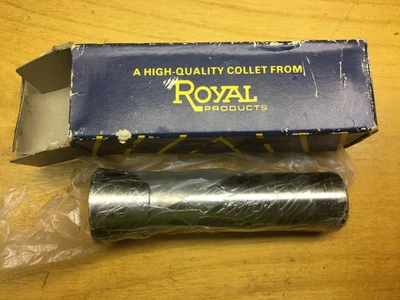 A HIGH-QUALITY COLLET FROM
ROYAL
PRODUCTS